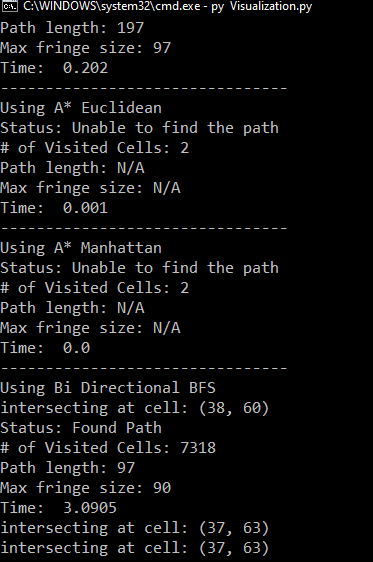 C:\WINDOWS\system32\cmd.exe - py Visualization.py
Path length: 197
Max fringe size: 97
Time:  0.202
--------------------------------
Using A* Euclidean
Status: Unable to find the path
# of Visited Cells: 2
Path length: N/A
Max fringe size: N/A
Time:  0.001
--------------------------------
Using A* Manhattan
Status: Unable to find the path
# of Visited Cells: 2
Path length: N/A
Max fringe size: N/A
Time:  0.0
--------------------------------
Using Bi Directional BFS
intersecting at cell: (38, 60)
Status: Found Path
# of Visited Cells: 7318
Path length: 97
Max fringe size: 90
Time:  3.0905
intersecting at cell: (37, 63)
intersecting at cell: (37, 63)